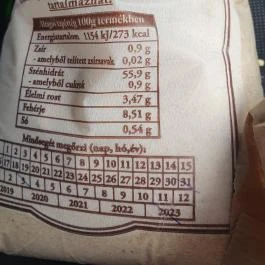 tartalmazhat.
Átlagos tápérték 100g termékben
Energiatartalom 1154 kJ/273 kcal
Zsír 0,9 g
- amelyből telített zsírsavak 0,02 g
Szénhidrát 55,9 g
- amelyből cukrok 0,9 g
Élelmi rost 3,47 g
Fehérje 8,51 g
Só 0,54 g
Minőségét megőrzi (nap, hó, év):
1 2 3 4 5 6 7 8 9 10 11 12 13 14 15
16 17 18 19 20 21 22 23 24 25 26 27 28 29 30 31
1 2 3 4 5 6 7 8 9 10 11 12
2019 2020 2021 2022 2023